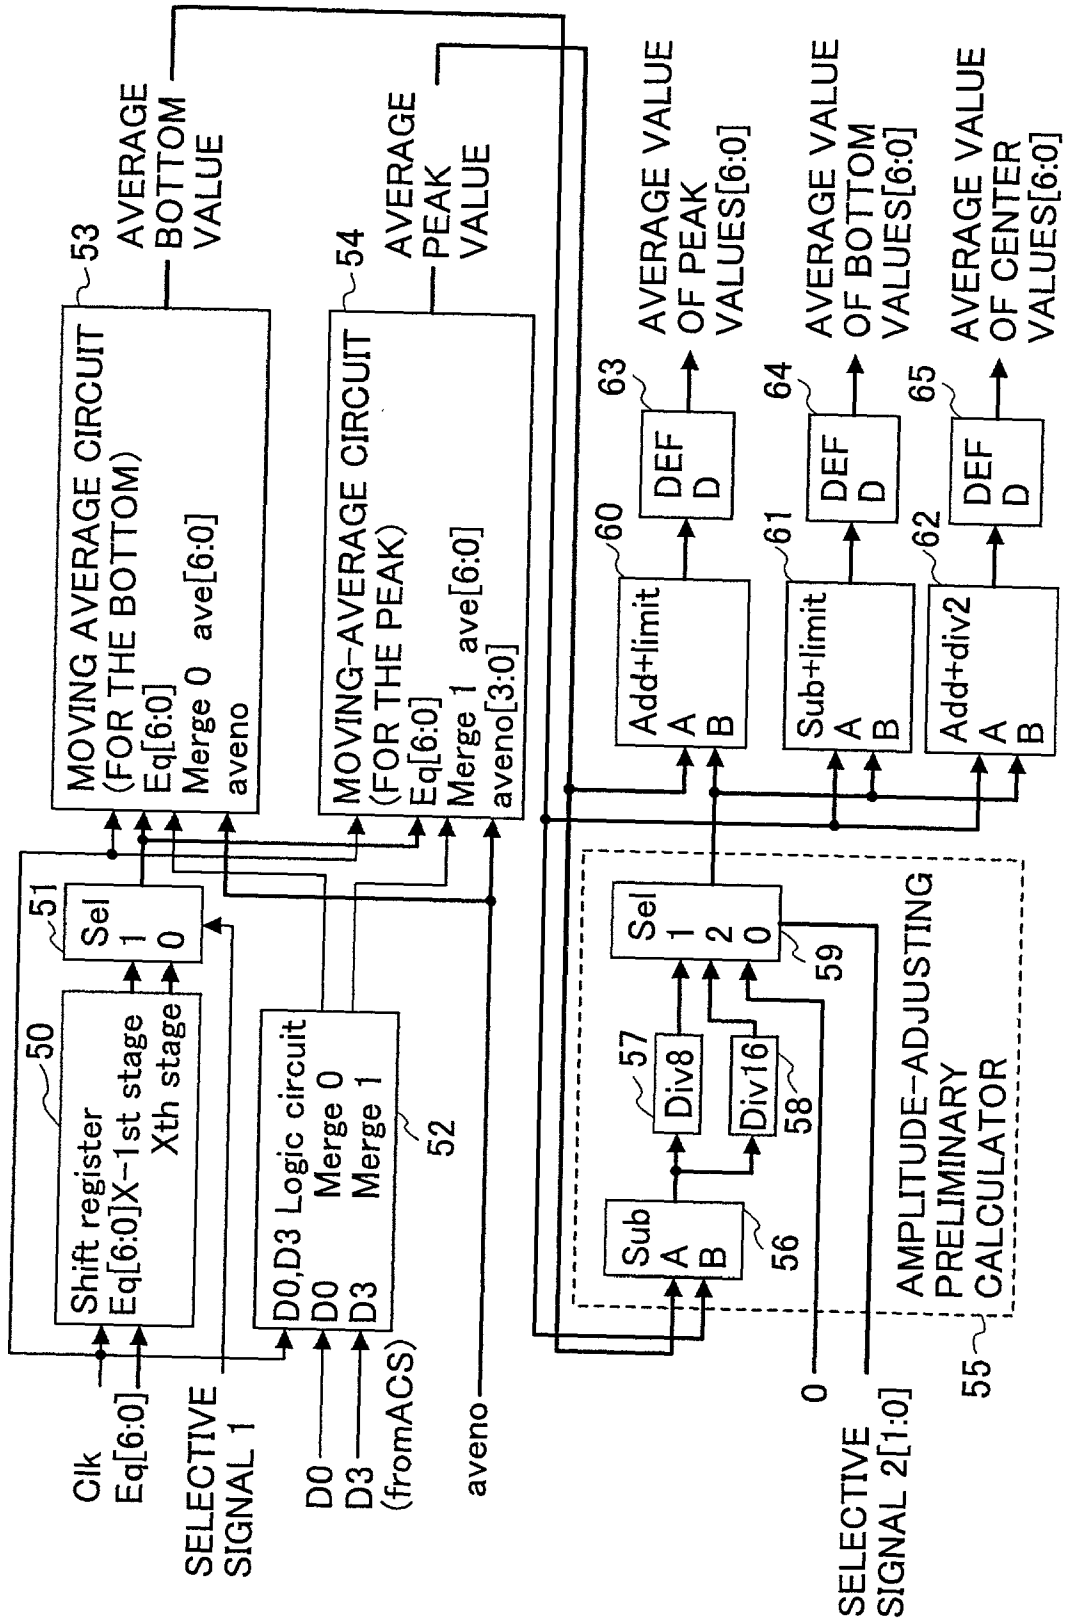 Clk
Eq[6:0]
SELECTIVE
SIGNAL 1
D0
D3
(fromACS)
aveno
50
Shift register
Eq[6:0]X-1st stage
Xth stage
51
Sel
1
0
D0,D3 Logic circuit
D0 Merge 0
D3 Merge 1
52
53
MOVING AVERAGE CIRCUIT
(FOR THE BOTTOM)
Eq[6:0]
Merge 0 ave[6:0]
aveno
AVERAGE
BOTTOM
VALUE
54
MOVING-AVERAGE CIRCUIT
(FOR THE PEAK)
Eq[6:0]
Merge 1 ave[6:0]
aveno[3:0]
AVERAGE
PEAK
VALUE
Sub
A
B
56
57
Div8
Div16
58
Sel
1
2
0
59
0
SELECTIVE
SIGNAL 2[1:0]
AMPLITUDE-ADJUSTING
PRELIMINARY
CALCULATOR
55
60
Add+limit
A
B
63
DEF
D
AVERAGE VALUE
OF PEAK
VALUES[6:0]
61
Sub+limit
A
B
64
DEF
D
AVERAGE VALUE
OF BOTTOM
VALUES[6:0]
62
Add+div2
A
B
65
DEF
D
AVERAGE VALUE
OF CENTER
VALUES[6:0]